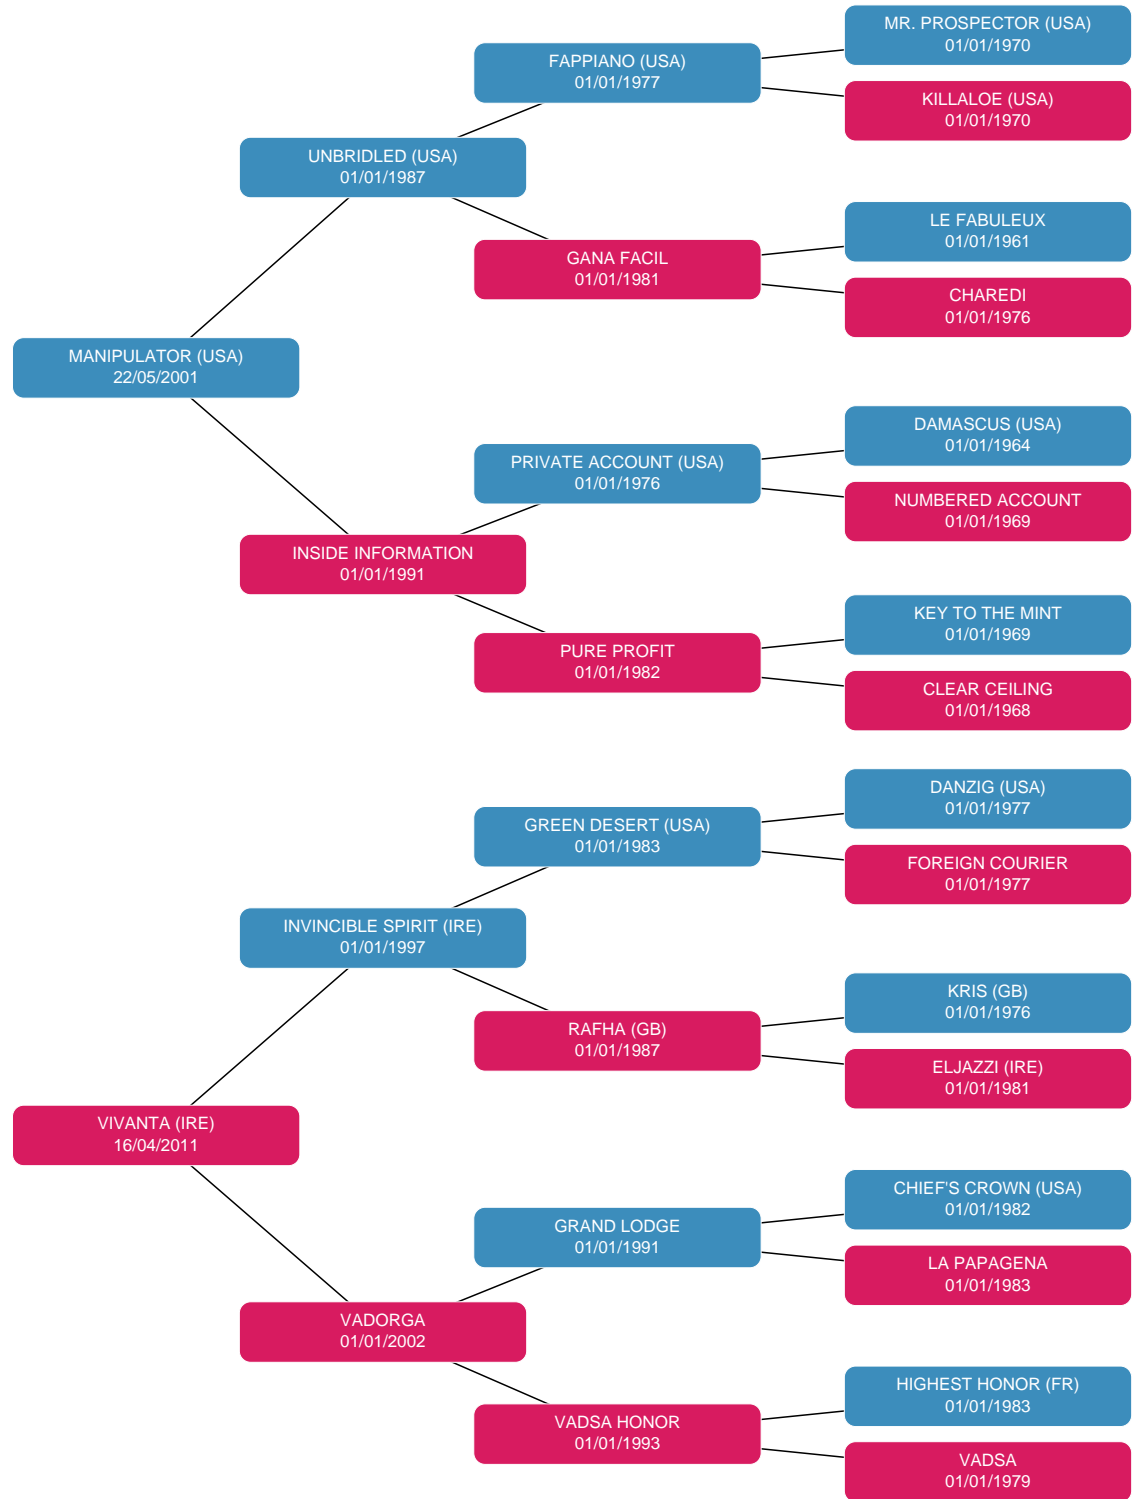 MR. PROSPECTOR (USA)
01/01/1970
FAPPIANO (USA)
01/01/1977
KILLALOE (USA)
01/01/1970
UNBRIDLED (USA)
01/01/1987
LE FABULEUX
01/01/1961
GANA FACIL
01/01/1981
CHAREDI
01/01/1976
MANIPULATOR (USA)
22/05/2001
DAMASCUS (USA)
01/01/1964
PRIVATE ACCOUNT (USA)
01/01/1976
NUMBERED ACCOUNT
01/01/1969
INSIDE INFORMATION
01/01/1991
KEY TO THE MINT
01/01/1969
PURE PROFIT
01/01/1982
CLEAR CEILING
01/01/1968
DANZIG (USA)
01/01/1977
GREEN DESERT (USA)
01/01/1983
FOREIGN COURIER
01/01/1977
INVINCIBLE SPIRIT (IRE)
01/01/1997
KRIS (GB)
01/01/1976
RAFHA (GB)
01/01/1987
ELJAZZI (IRE)
01/01/1981
VIVANTA (IRE)
16/04/2011
CHIEF'S CROWN (USA)
01/01/1982
GRAND LODGE
01/01/1991
LA PAPAGENA
01/01/1983
VADORGA
01/01/2002
HIGHEST HONOR (FR)
01/01/1983
VADSA HONOR
01/01/1993
VADSA
01/01/1979